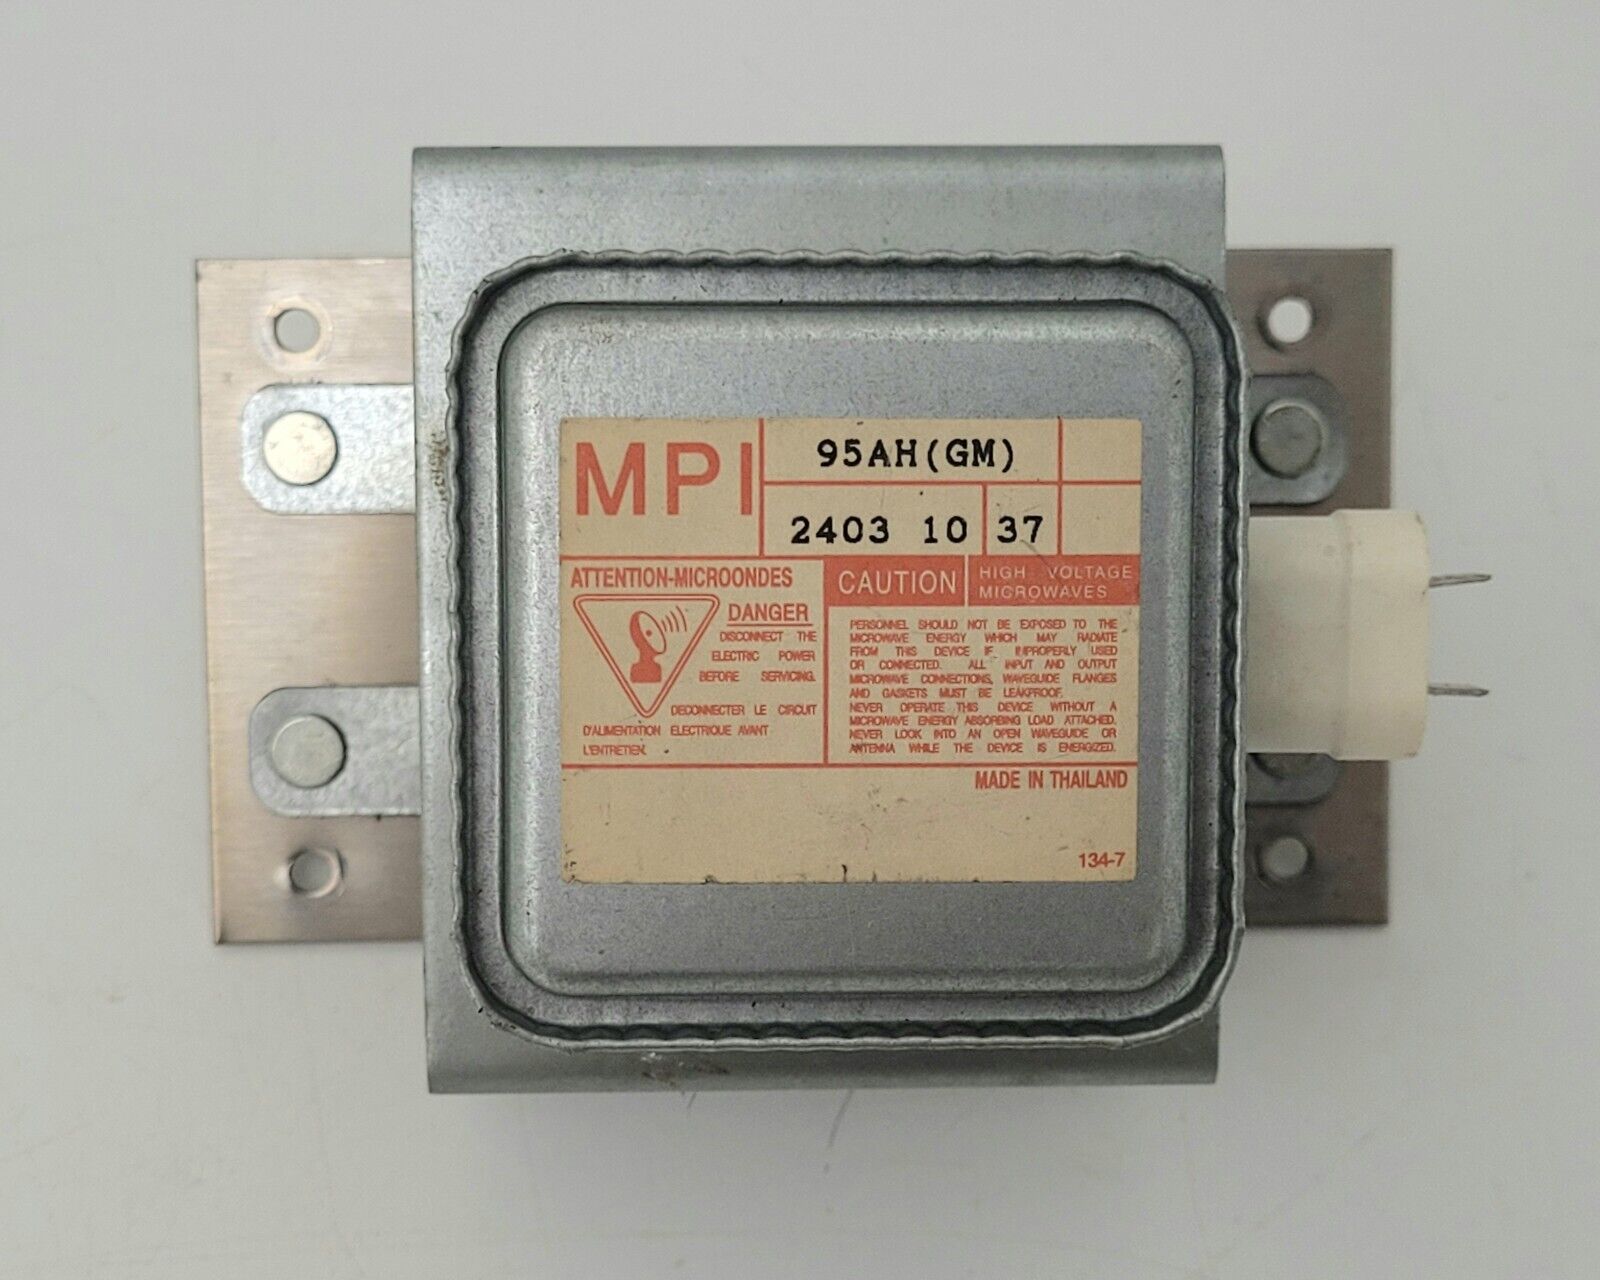 MPI
95AH(GM)
2403 10 37
ATTENTION-MICROONDES
DANGER
DISCONNECT THE
ELECTRIC POWER
BEFORE SERVICING.
DECONNECTER LE CIRCUIT
D'ALIMENTATION ELECTRIQUE AVANT
L'ENTRETIEN.
CAUTION
HIGH VOLTAGE
MICROWAVES
PERSONNEL SHOULD NOT BE EXPOSED TO THE
MICROWAVE ENERGY WHICH MAY RADIATE
FROM THIS DEVICE IF IMPROPERLY USED
OR CONNECTED. ALL INPUT AND OUTPUT
MICROWAVE CONNECTIONS, WAVEGUIDE FLANGES
AND GASKETS MUST BE LEAKPROOF.
NEVER OPERATE THIS DEVICE WITHOUT A
MICROWAVE ENERGY ABSORBING LOAD ATTACHED.
NEVER LOOK INTO AN OPEN WAVEGUIDE OR
ANTENNA WHILE THE DEVICE IS ENERGIZED.
MADE IN THAILAND
134-7